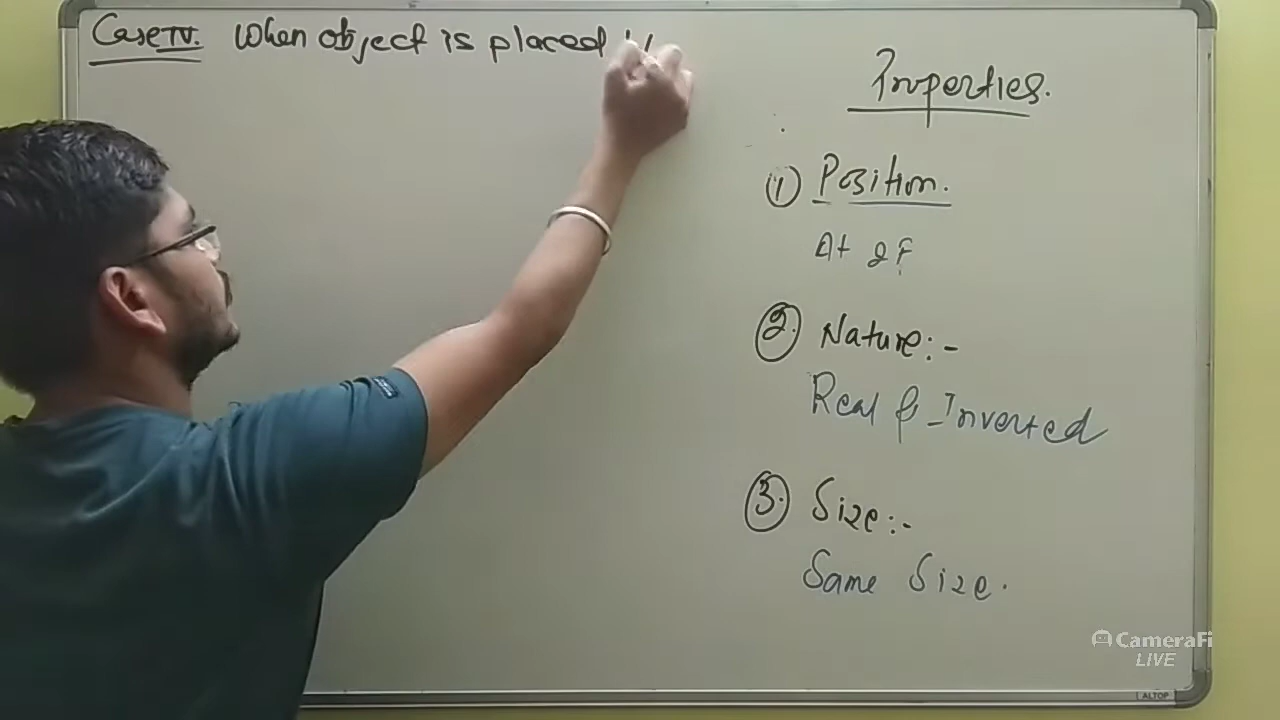 Case IV. When object is placed
Properties.
(1) Position.
At 2F
(2) Nature:-
Real & Inverted
(3) Size:-
Same Size.
CameraFi
LIVE
ALTOP